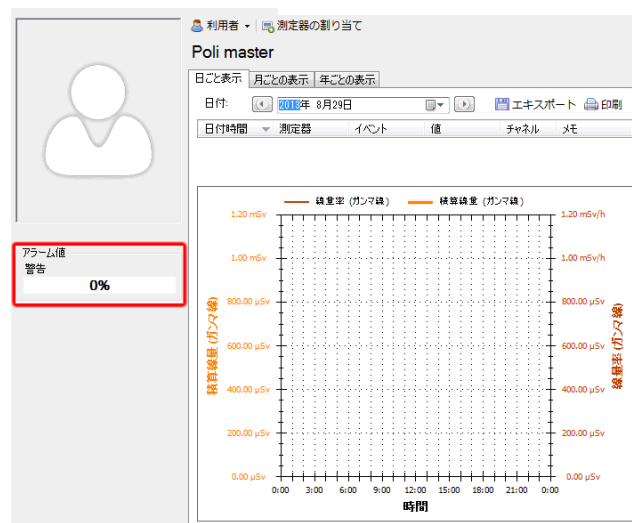 利用者 測定器の割り当て
Poli master
日ごと表示 月ごとの表示 年ごとの表示
日付: 2013年 8月29日 エキスポート 印刷
日付時間 測定器 イベント 値 チャネル メモ
線量率 (ガンマ線) 積算線量 (ガンマ線)
アラーム値
警告
0%
積算線量 (ガンマ線)
1.20 mSv
1.00 mSv
800.00 µSv
600.00 µSv
400.00 µSv
200.00 µSv
0.00 µSv
1.20 mSv/h
1.00 mSv/h
800.00 µSv
600.00 µSv
400.00 µSv
200.00 µSv
0.00 µSv
線量率 (ガンマ線)
0:00 3:00 6:00 9:00 12:00 15:00 18:00 21:00 0:00
時間